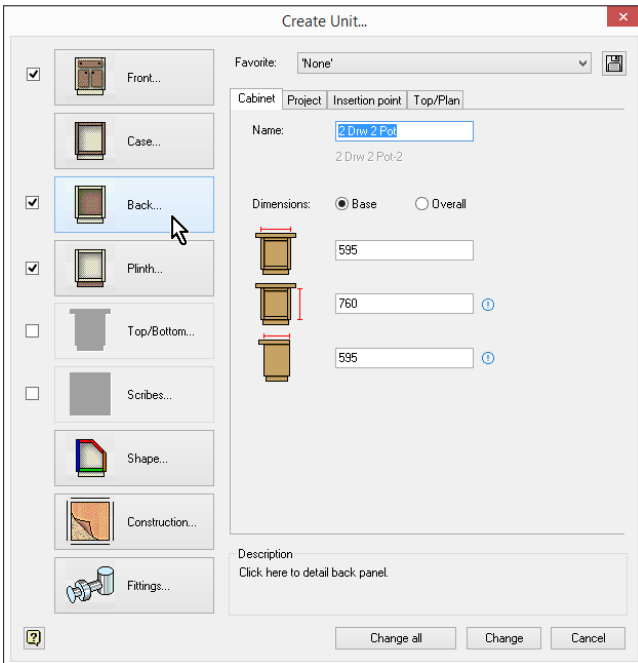 Create Unit...
Front...
Case...
Back...
Plinth...
Top/Bottom...
Scribes...
Shape...
Construction...
Fittings...
Favorite: 'None'
Cabinet Project Insertion point Top/Plan
Name: 2 Drw 2 Pot
2 Drw 2 Pot-2
Dimensions: Base Overall
595
760
595
Description
Click here to detail back panel.
Change all Change Cancel